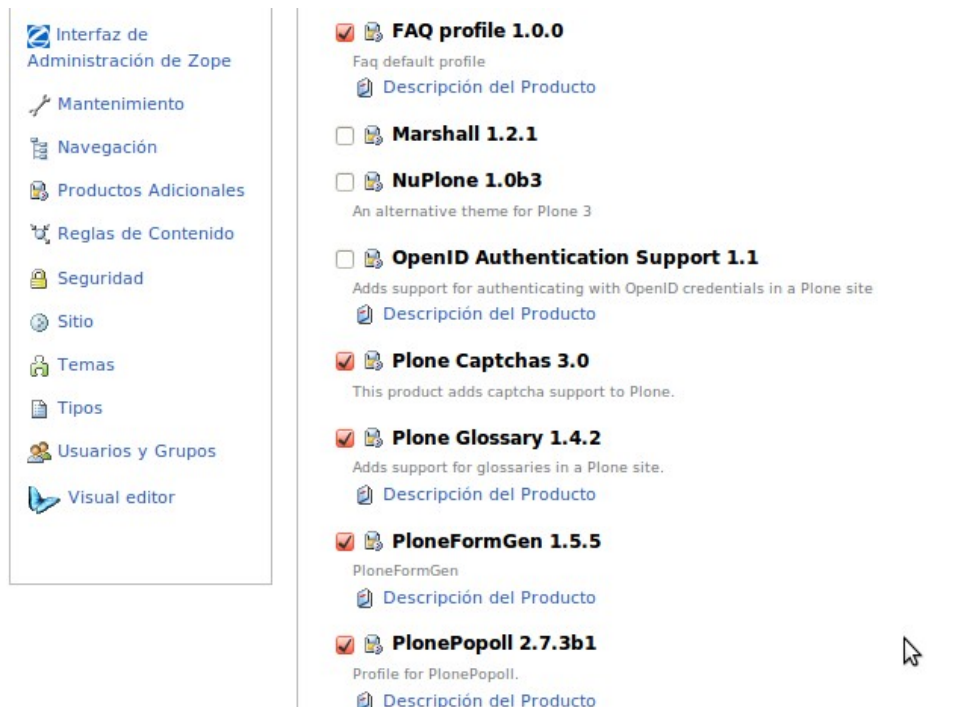 Interfaz de
Administración de Zope
Mantenimiento
Navegación
Productos Adicionales
Reglas de Contenido
Seguridad
Sitio
Temas
Tipos
Usuarios y Grupos
Visual editor
FAQ profile 1.0.0
Faq default profile
Descripción del Producto
Marshall 1.2.1
NuPlone 1.0b3
An alternative theme for Plone 3
OpenID Authentication Support 1.1
Adds support for authenticating with OpenID credentials in a Plone site
Descripción del Producto
Plone Captchas 3.0
This product adds captcha support to Plone.
Plone Glossary 1.4.2
Adds support for glossaries in a Plone site.
Descripción del Producto
PloneFormGen 1.5.5
PloneFormGen
Descripción del Producto
PlonePopoll 2.7.3b1
Profile for PlonePopoll.
Descripción del Producto